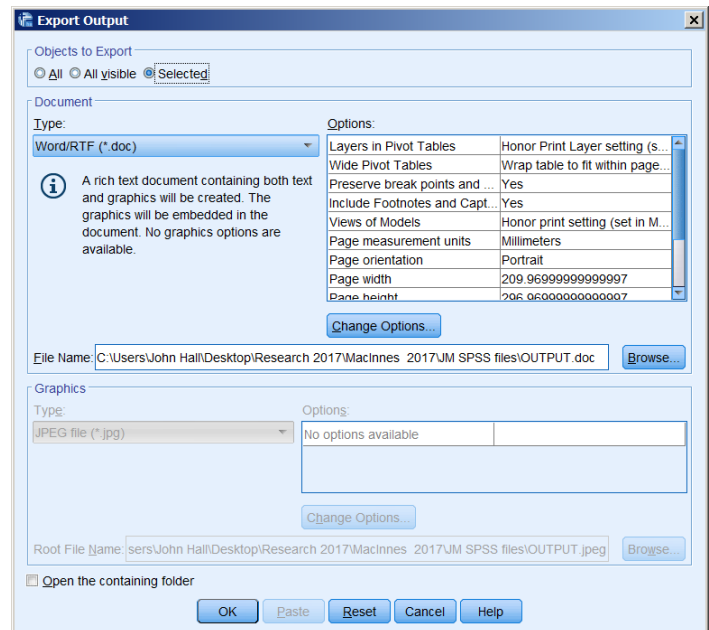 Export Output
Objects to Export
All All visible Selected
Document
Type:
Word/RTF (*.doc)
A rich text document containing both text
and graphics will be created. The
graphics will be embedded in the
document. No graphics options are
available.
Options:
Layers in Pivot Tables Honor Print Layer setting (s...
Wide Pivot Tables Wrap table to fit within page...
Preserve break points and ... Yes
Include Footnotes and Capt... Yes
Views of Models Honor print setting (set in M...
Page measurement units Millimeters
Page orientation Portrait
Page width 209.96999999999997
Page height 296.96999999999997
Change Options...
File Name: C:\Users\John Hall\Desktop\Research 2017\MacInnes 2017\JM SPSS files\OUTPUT.doc Browse...
Graphics
Type:
JPEG file (*.jpg)
Options:
No options available
Change Options...
Root File Name: sers\John Hall\Desktop\Research 2017\MacInnes 2017\JM SPSS files\OUTPUT.jpeg Browse...
Open the containing folder
OK Paste Reset Cancel Help